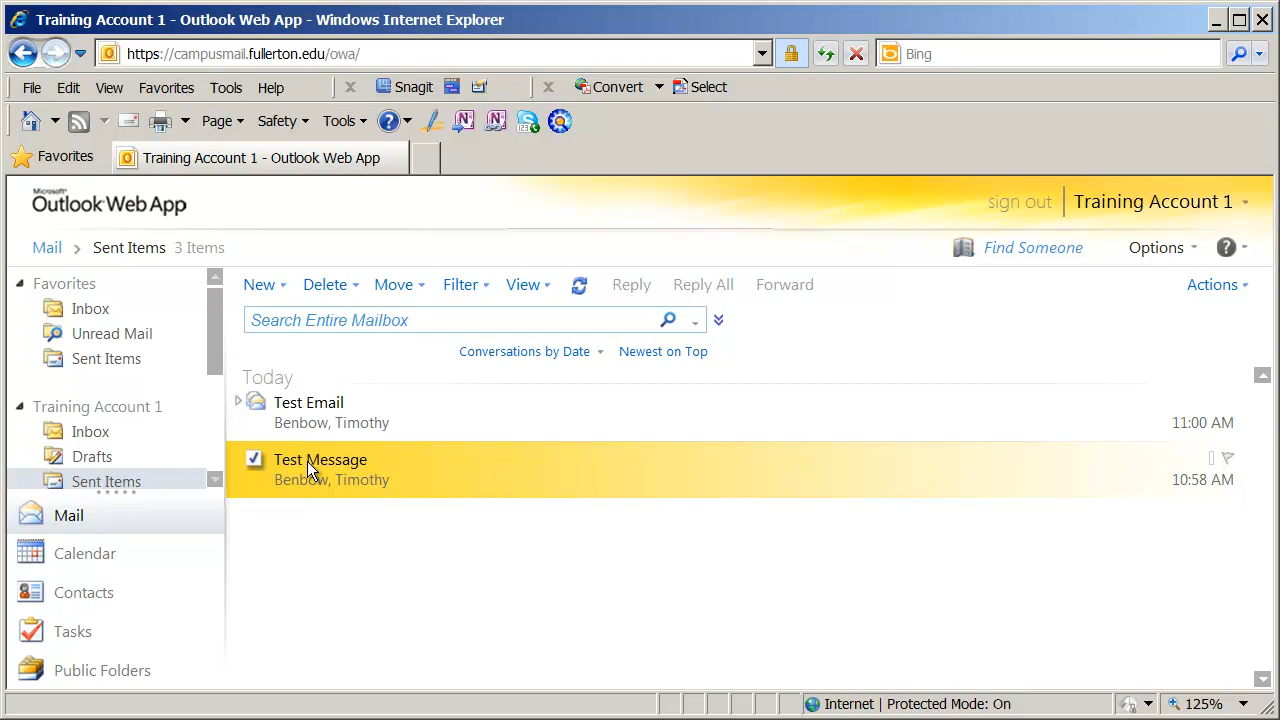 Training Account 1 - Outlook Web App - Windows Internet Explorer
https://campusmail.fullerton.edu/owa/
Bing
File Edit View Favorites Tools Help
Snagit
Convert
Select
Page
Safety
Tools
Favorites
Training Account 1 - Outlook Web App
Microsoft®
Outlook Web App
sign out
Training Account 1
Mail Sent Items 3 Items
Find Someone
Options
Favorites
Inbox
Unread Mail
Sent Items
Training Account 1
Inbox
Drafts
Sent Items
Mail
Calendar
Contacts
Tasks
Public Folders
New Delete Move Filter View Reply Reply All Forward
Actions
Search Entire Mailbox
Conversations by Date
Newest on Top
Today
Test Email
Benbow, Timothy
11:00 AM
Test Message
Benbow, Timothy
10:58 AM
Internet | Protected Mode: On
125%